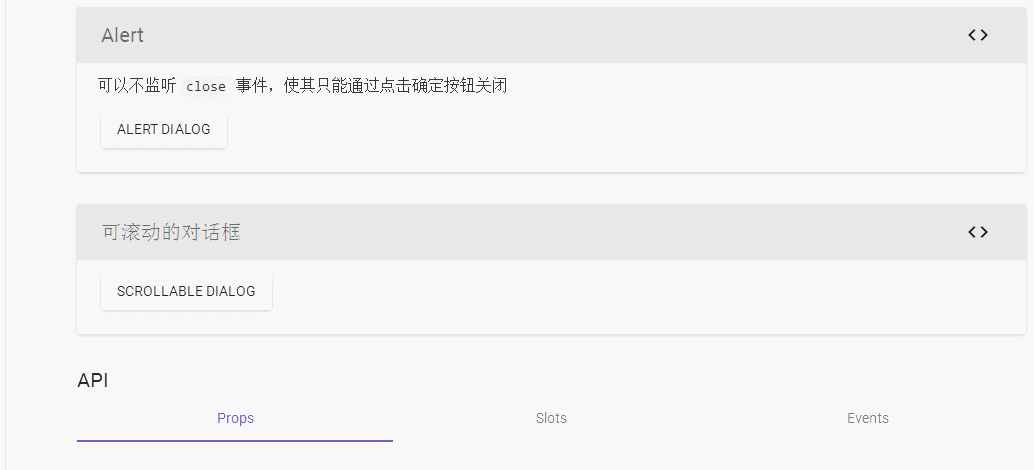 Alert
可以不监听 close 事件，使其只能通过点击确定按钮关闭
ALERT DIALOG
可滚动的对话框
SCROLLABLE DIALOG
API
Props Slots Events